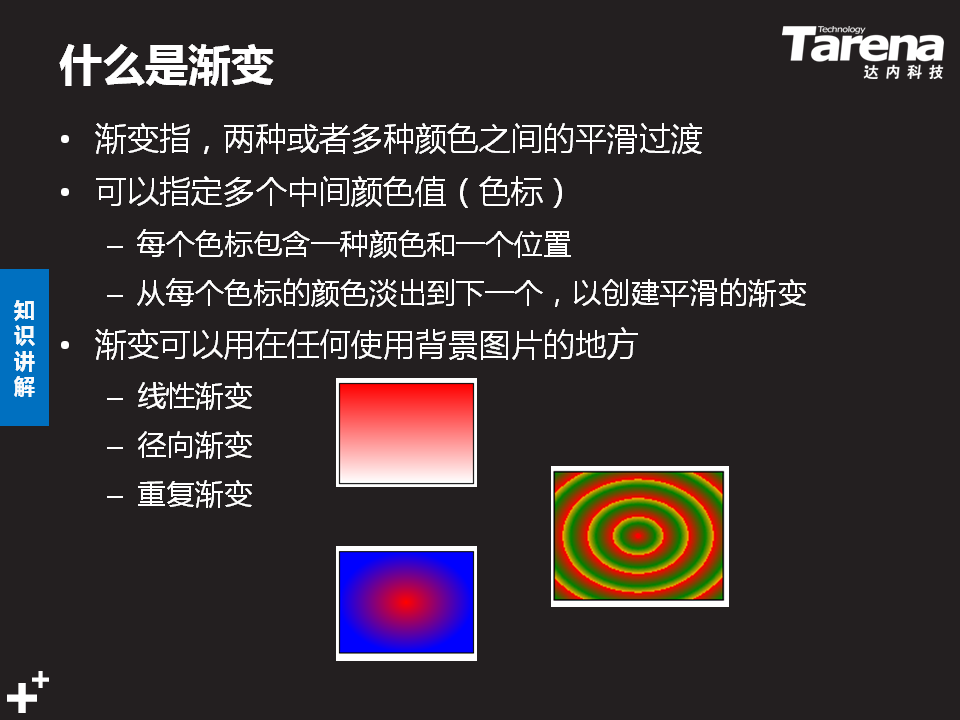 什么是渐变
Technology
Tarena
达内科技
• 渐变指，两种或者多种颜色之间的平滑过渡
• 可以指定多个中间颜色值（色标）
– 每个色标包含一种颜色和一个位置
– 从每个色标的颜色淡出到下一个，以创建平滑的渐变
知识讲解
• 渐变可以用在任何使用背景图片的地方
– 线性渐变
– 径向渐变
– 重复渐变